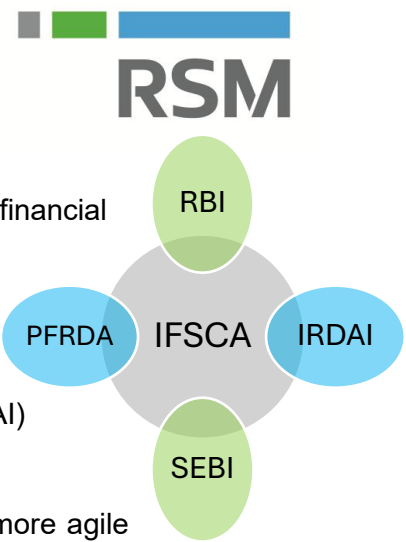 RSM
financial
RBI
PFRDA IFSCA IRDAI
AI)
SEBI
more agile